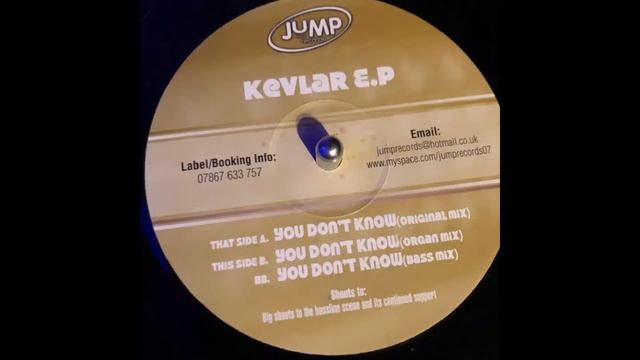 JUMP
Kevlar E.P
Label/Booking Info:
07867 633 757
Email:
jumprecords@hotmail.co.uk
www.myspace.com/jumprecords07
THAT SIDE A. YOU DON'T KNOW (ORIGINAL MIX)
THIS SIDE B. YOU DON'T KNOW (ORGAN MIX)
BB. YOU DON'T KNOW (BASS MIX)
Shouts to:
Big shouts to the bassline scene and its continued support